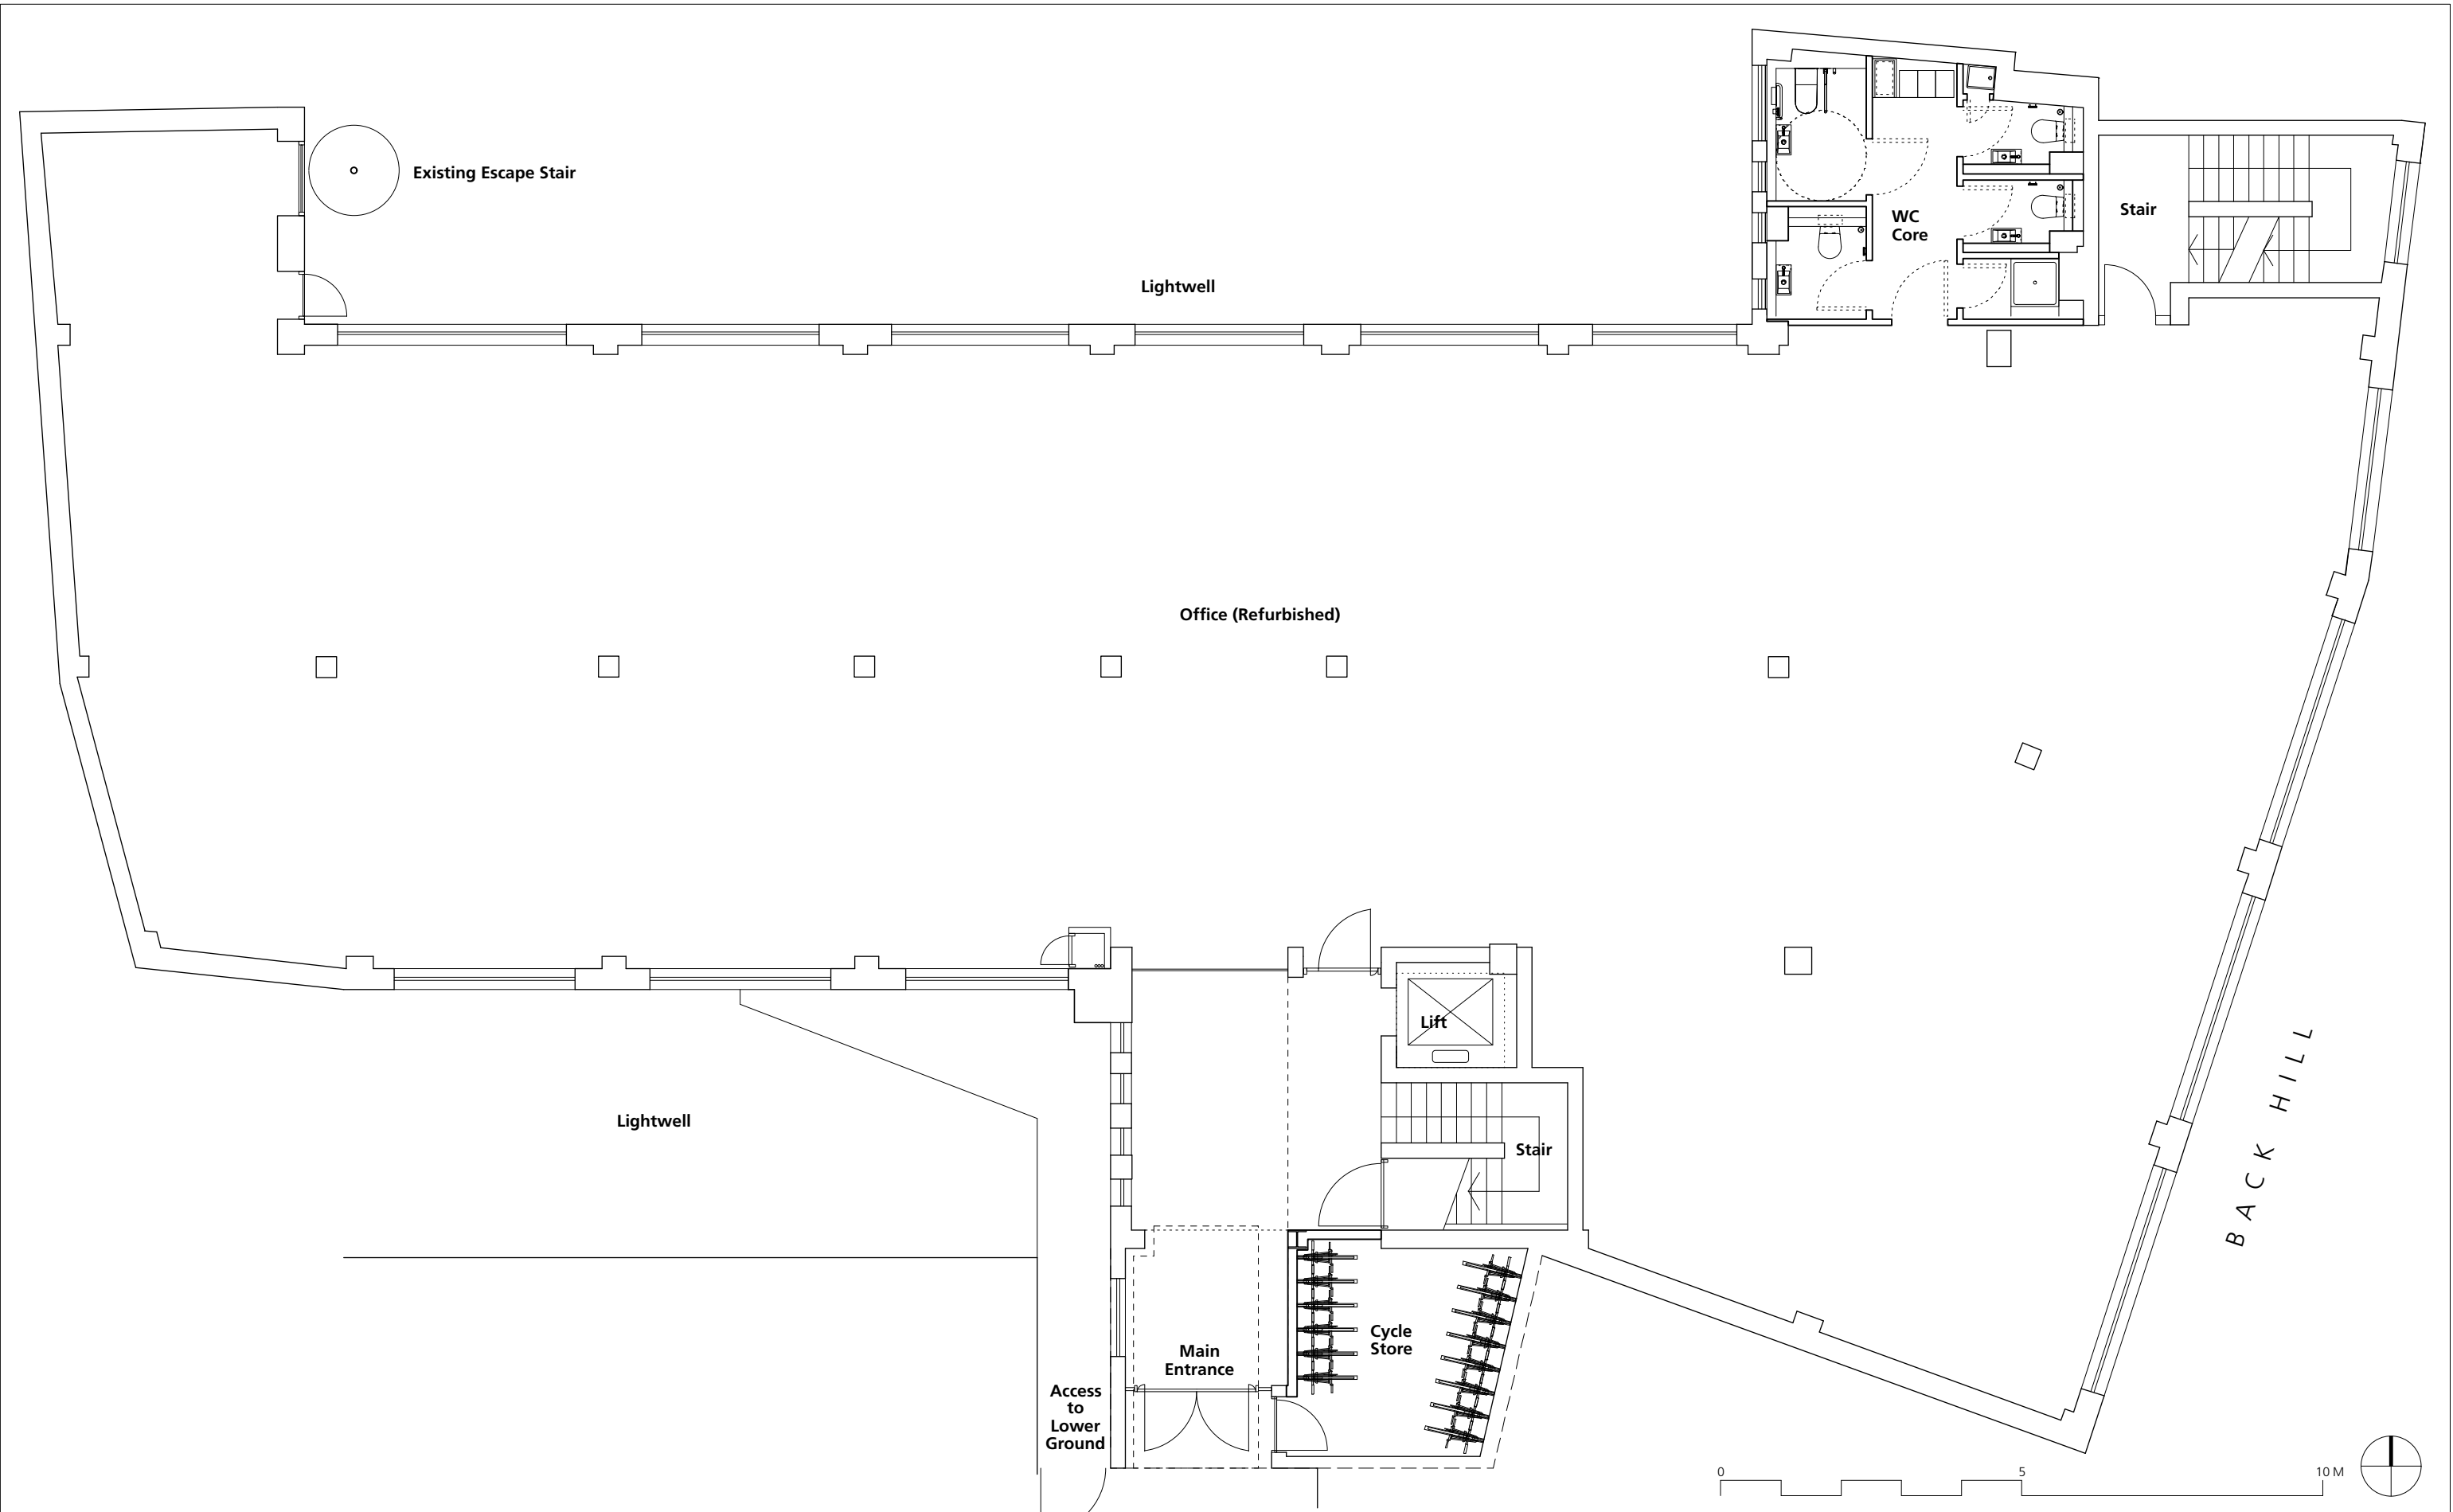 Existing Escape Stair
WC
Core
Stair
Lightwell
Office (Refurbished)
Lift
Lightwell
Stair
BACK HILL
Cycle
Store
Main
Entrance
Access
to
Lower
Ground
0
5
10 M